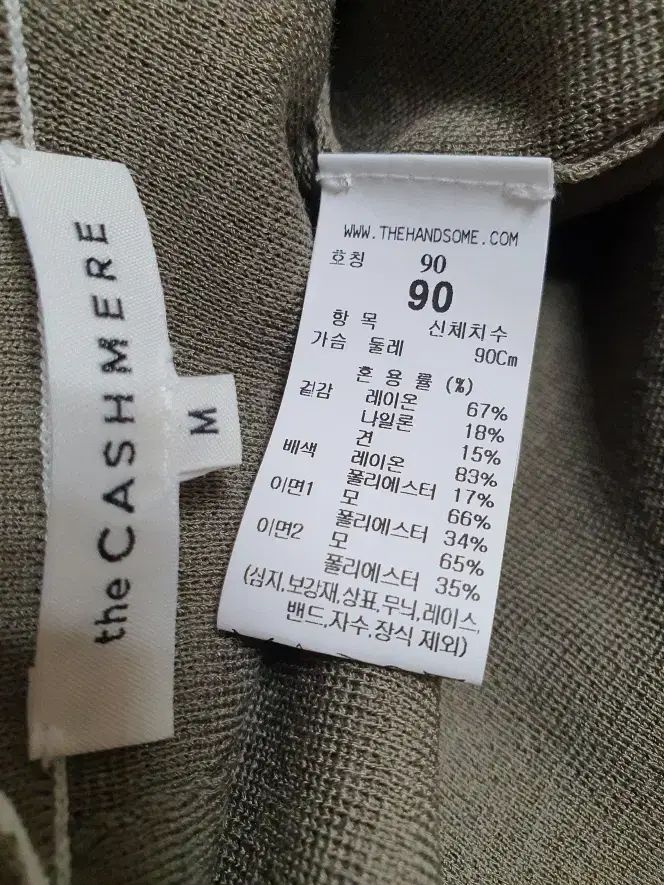 the CASHMERE
M
WWW.THEHANDSOME.COM
호칭 90
90
항 목 신체치수
가슴 둘레 90Cm
혼 용 률 (%)
겉감 레이온 67%
나일론 18%
견 15%
배색 레이온 83%
폴리에스터 17%
이면1 모 66%
폴리에스터 34%
이면2 모 65%
폴리에스터 35%
(심지,보강재,상표,무늬,레이스,
밴드,자수,장식 제외)